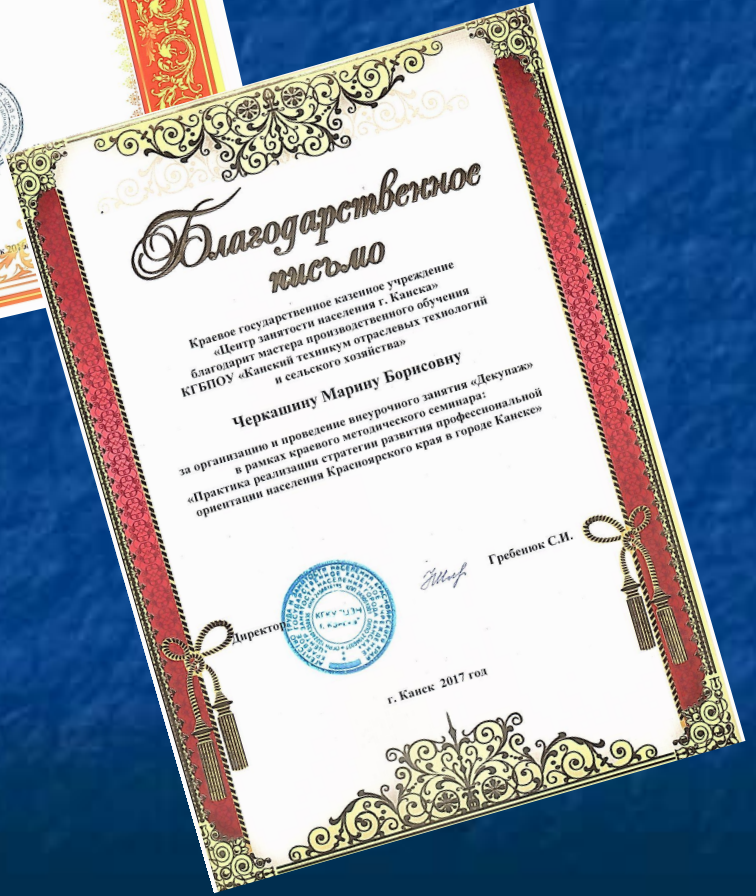 Благодарственное
письмо
Краевое государственное казенное учреждение
«Центр занятости населения г. Канска»
благодарит мастера производственного обучения
КГБПОУ «Канский техникум отраслевых технологий
и сельского хозяйства»
Черкашину Марину Борисовну
за организацию и проведение внеурочного занятия «Декупаж»
в рамках краевого методического семинара:
«Практика реализации стратегии развития профессиональной
ориентации населения Красноярского края в городе Канске»
Директор
Гребенюк С.И.
г. Канск 2017 год